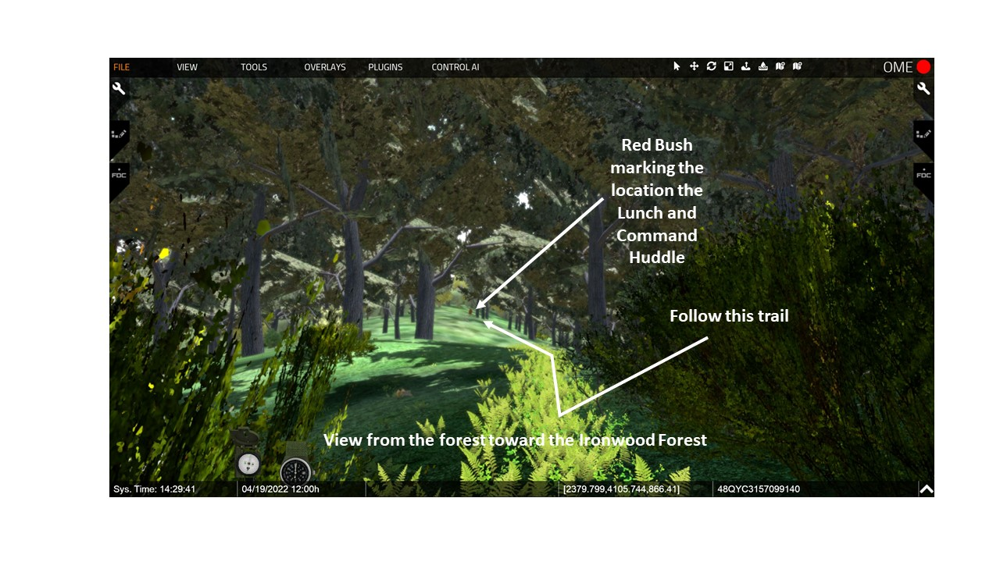 FILE VIEW TOOLS OVERLAYS PLUGINS CONTROL AI OME
FDC
FDC
Red Bush
marking the
location the
Lunch and
Command
Huddle
Follow this trail
View from the forest toward the Ironwood Forest
Sys. Time: 14:29:41 04/19/2022 12:00h [2379.799,4105.744,866.41] 48QYC3157099140